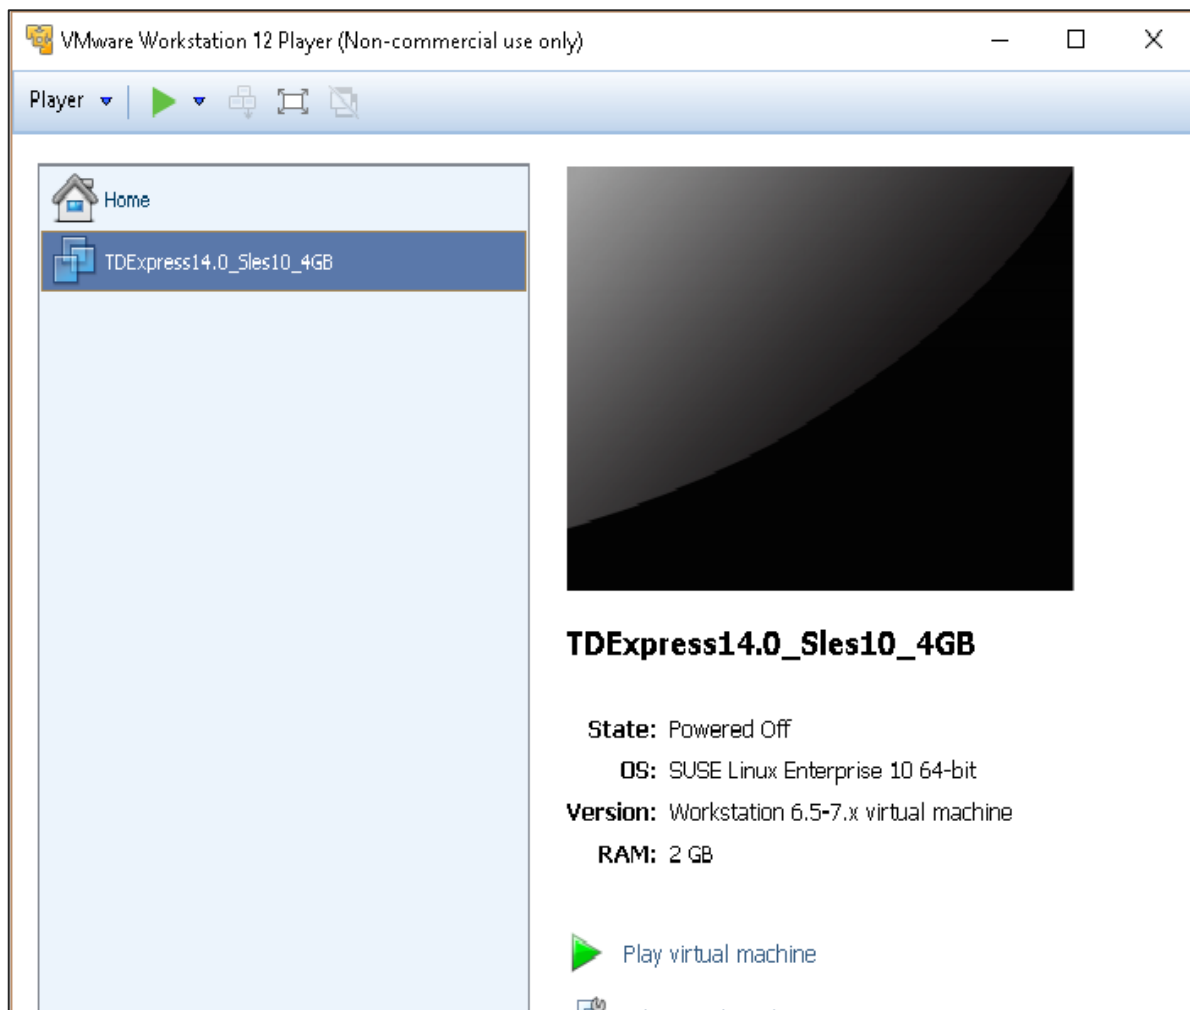 VMware Workstation 12 Player (Non-commercial use only)
Player
Home
TDExpress14.0_Sles10_4GB
TDExpress14.0_Sles10_4GB
State: Powered Off
OS: SUSE Linux Enterprise 10 64-bit
Version: Workstation 6.5-7.x virtual machine
RAM: 2 GB
Play virtual machine